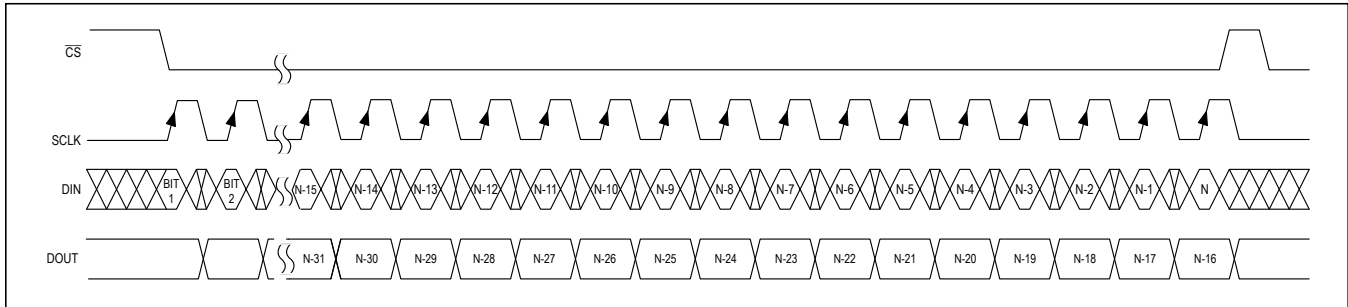 CS
SCLK
DIN BIT 1 BIT 2 N-15 N-14 N-13 N-12 N-11 N-10 N-9 N-8 N-7 N-6 N-5 N-4 N-3 N-2 N-1 N
DOUT N-31 N-30 N-29 N-28 N-27 N-26 N-25 N-24 N-23 N-22 N-21 N-20 N-19 N-18 N-17 N-16